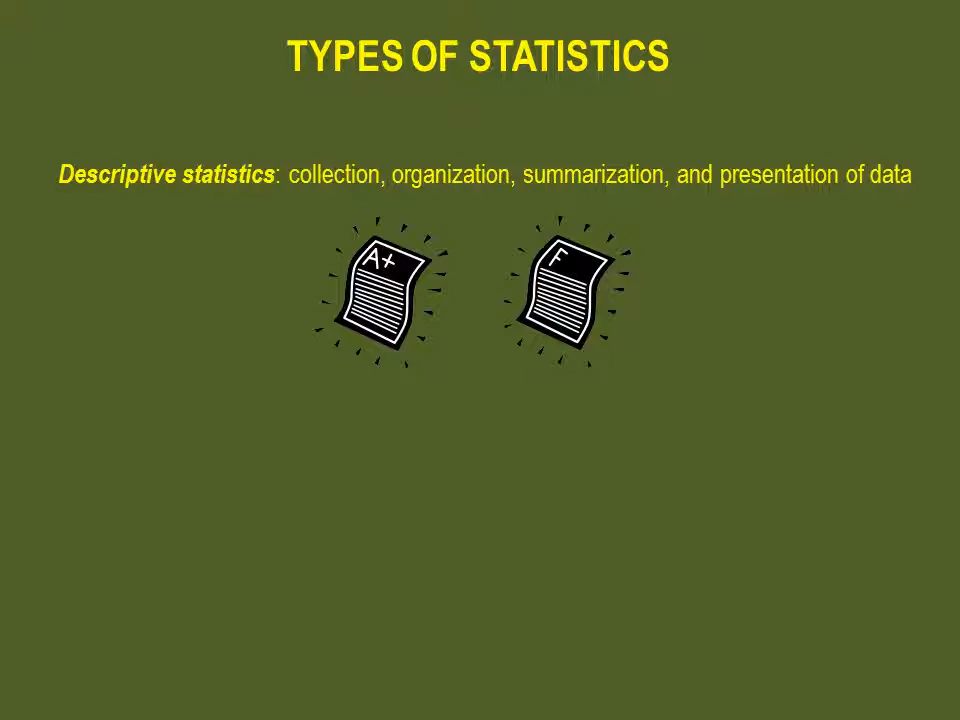 TYPES OF STATISTICS
Descriptive statistics: collection, organization, summarization, and presentation of data
A+ F